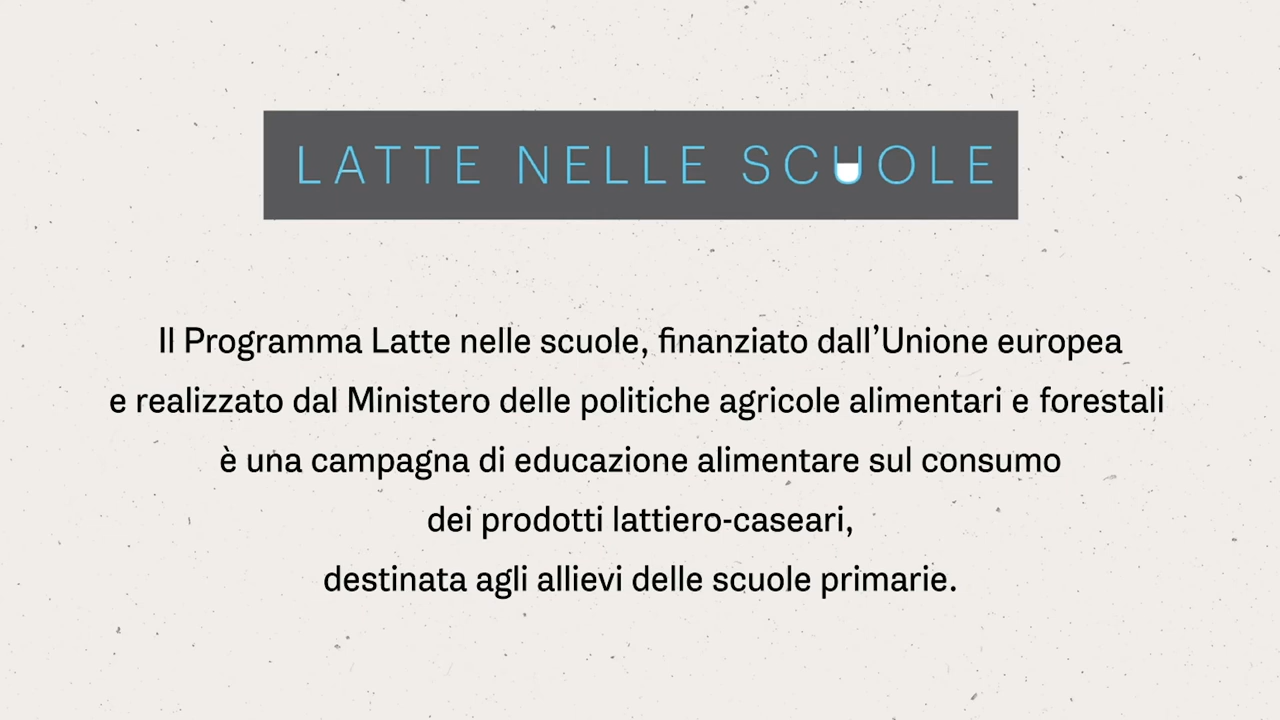 LATTE NELLE SCUOLE
Il Programma Latte nelle scuole, finanziato dall’Unione europea
e realizzato dal Ministero delle politiche agricole alimentari e forestali
è una campagna di educazione alimentare sul consumo
dei prodotti lattiero-caseari,
destinata agli allievi delle scuole primarie.